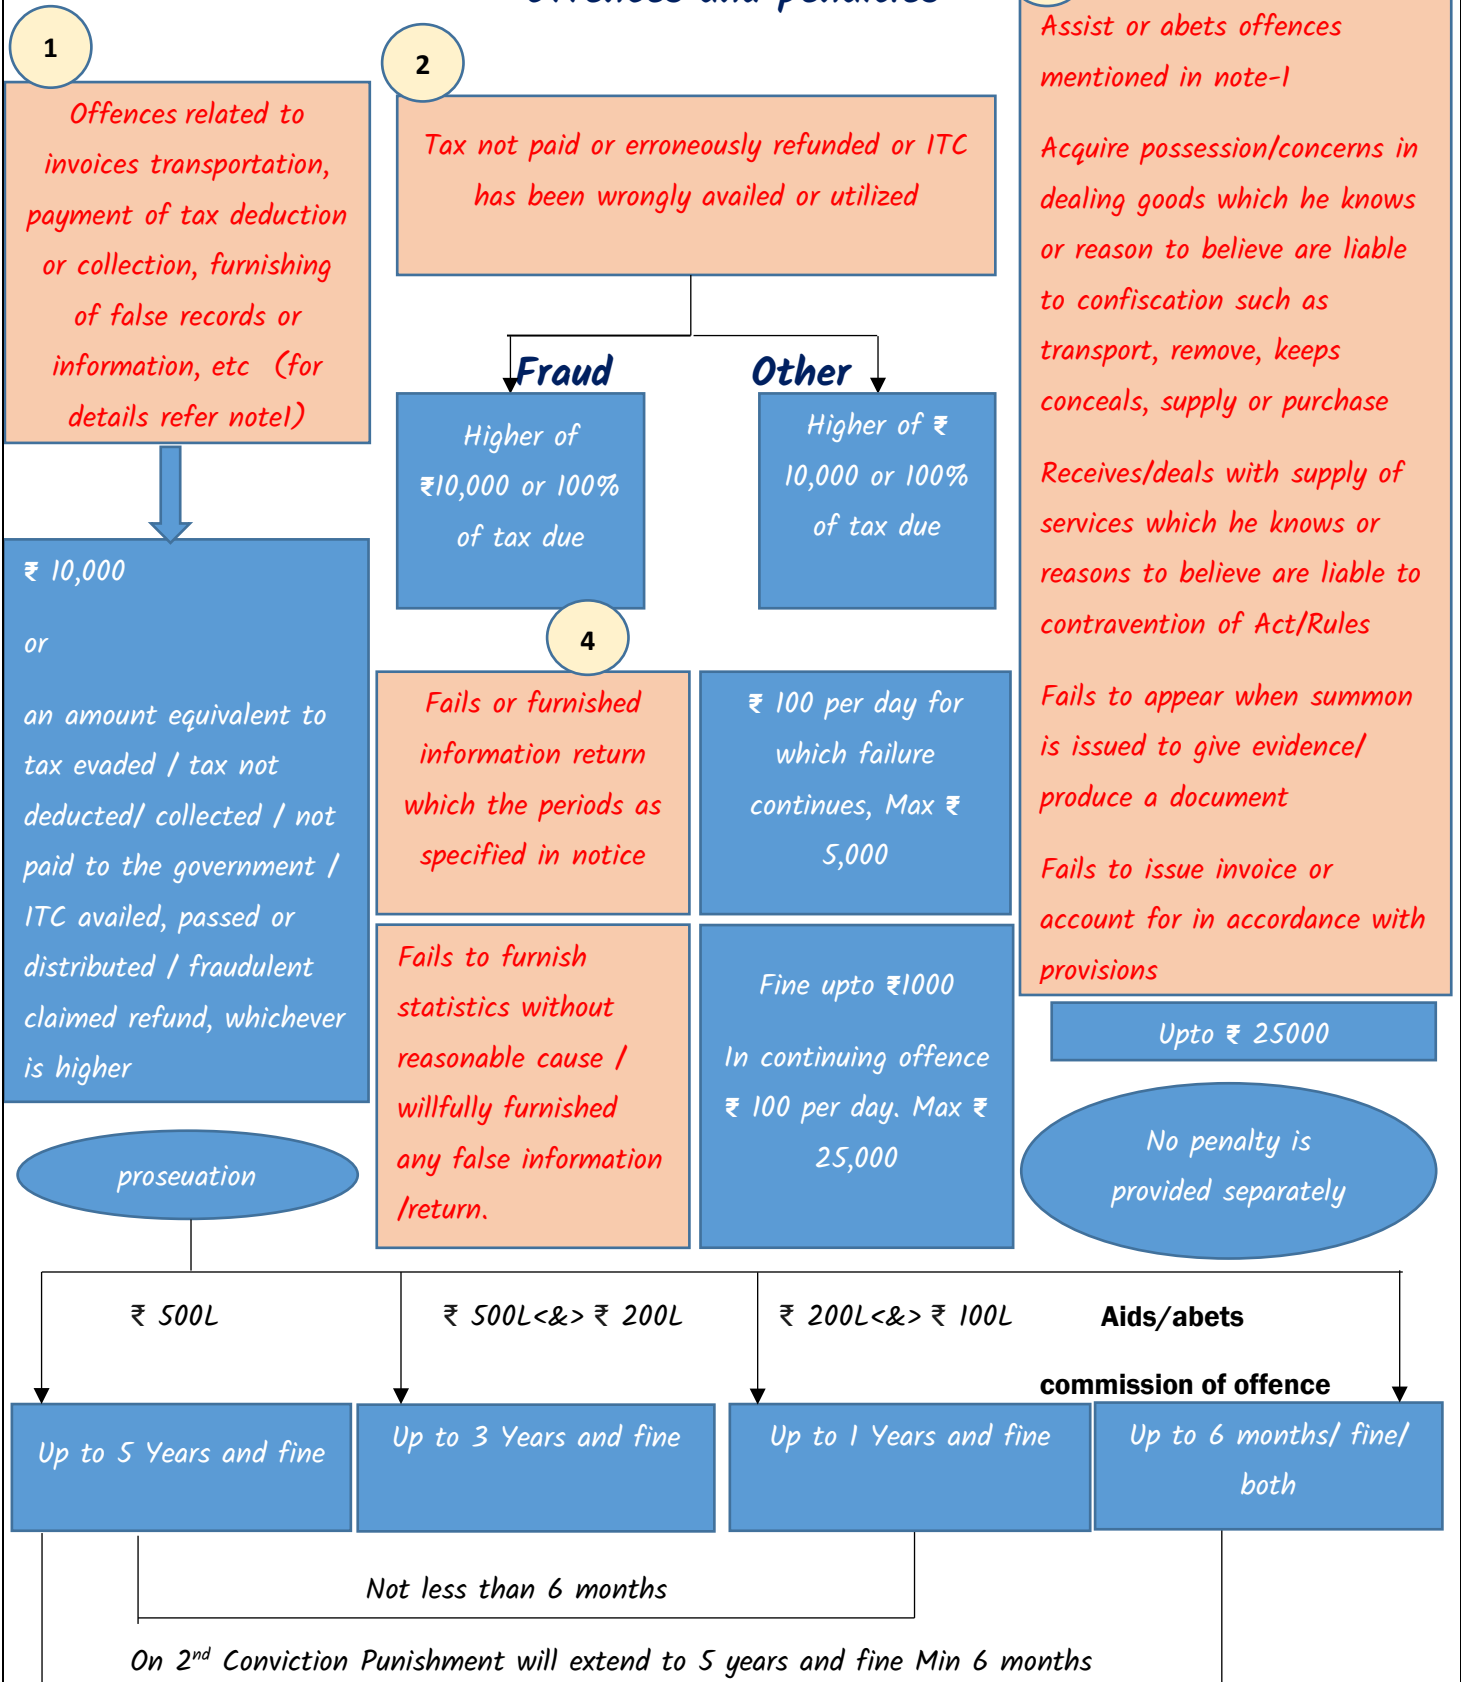 Offences and penalties
1
Offences related to
invoices transportation,
payment of tax deduction
or collection, furnishing
of false records or
information, etc (for
details refer note1)
₹ 10,000
or
an amount equivalent to
tax evaded / tax not
deducted/ collected / not
paid to the government /
ITC availed, passed or
distributed / fraudulent
claimed refund, whichever
is higher
2
Tax not paid or erroneously refunded or ITC
has been wrongly availed or utilized
Fraud
Other
Higher of
₹10,000 or 100%
of tax due
Higher of ₹
10,000 or 100%
of tax due
4
Fails or furnished
information return
which the periods as
specified in notice
₹ 100 per day for
which failure
continues, Max ₹
5,000
Fails to furnish
statistics without
reasonable cause /
willfully furnished
any false information
/return.
Fine upto ₹1000
In continuing offence
₹ 100 per day. Max ₹
25,000
Assist or abets offences
mentioned in note-1
Acquire possession/concerns in
dealing goods which he knows
or reason to believe are liable
to confiscation such as
transport, remove, keeps
conceals, supply or purchase
Receives/deals with supply of
services which he knows or
reasons to believe are liable to
contravention of Act/Rules
Fails to appear when summon
is issued to give evidence/
produce a document
Fails to issue invoice or
account for in accordance with
provisions
Upto ₹ 25000
No penalty is
provided separately
proseuation
₹ 500L
₹ 500L<&> ₹ 200L
₹ 200L<&> ₹ 100L
Aids/abets
commission of offence
Up to 5 Years and fine
Up to 3 Years and fine
Up to 1 Years and fine
Up to 6 months/ fine/
both
Not less than 6 months
On 2nd Conviction Punishment will extend to 5 years and fine Min 6 months